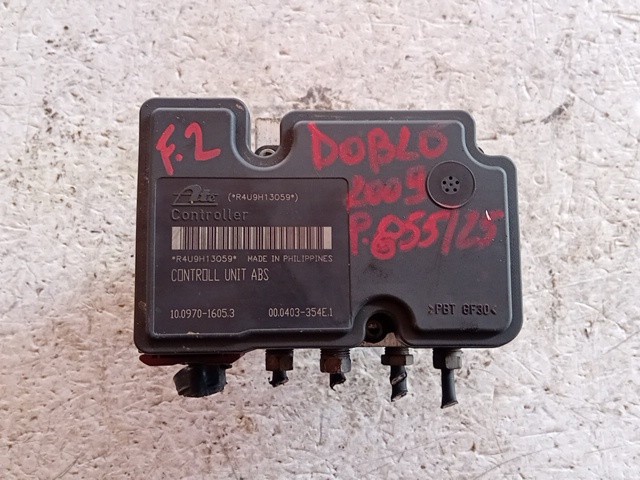 F.2
DOBLO
2009
P.855/25
Ate (*R4U9H13059*)
Controller
*R4U9H13059* MADE IN PHILIPPINES
CONTROLL UNIT ABS
10.0970-1605.3 00.0403-354E.1
>PBT GF30<